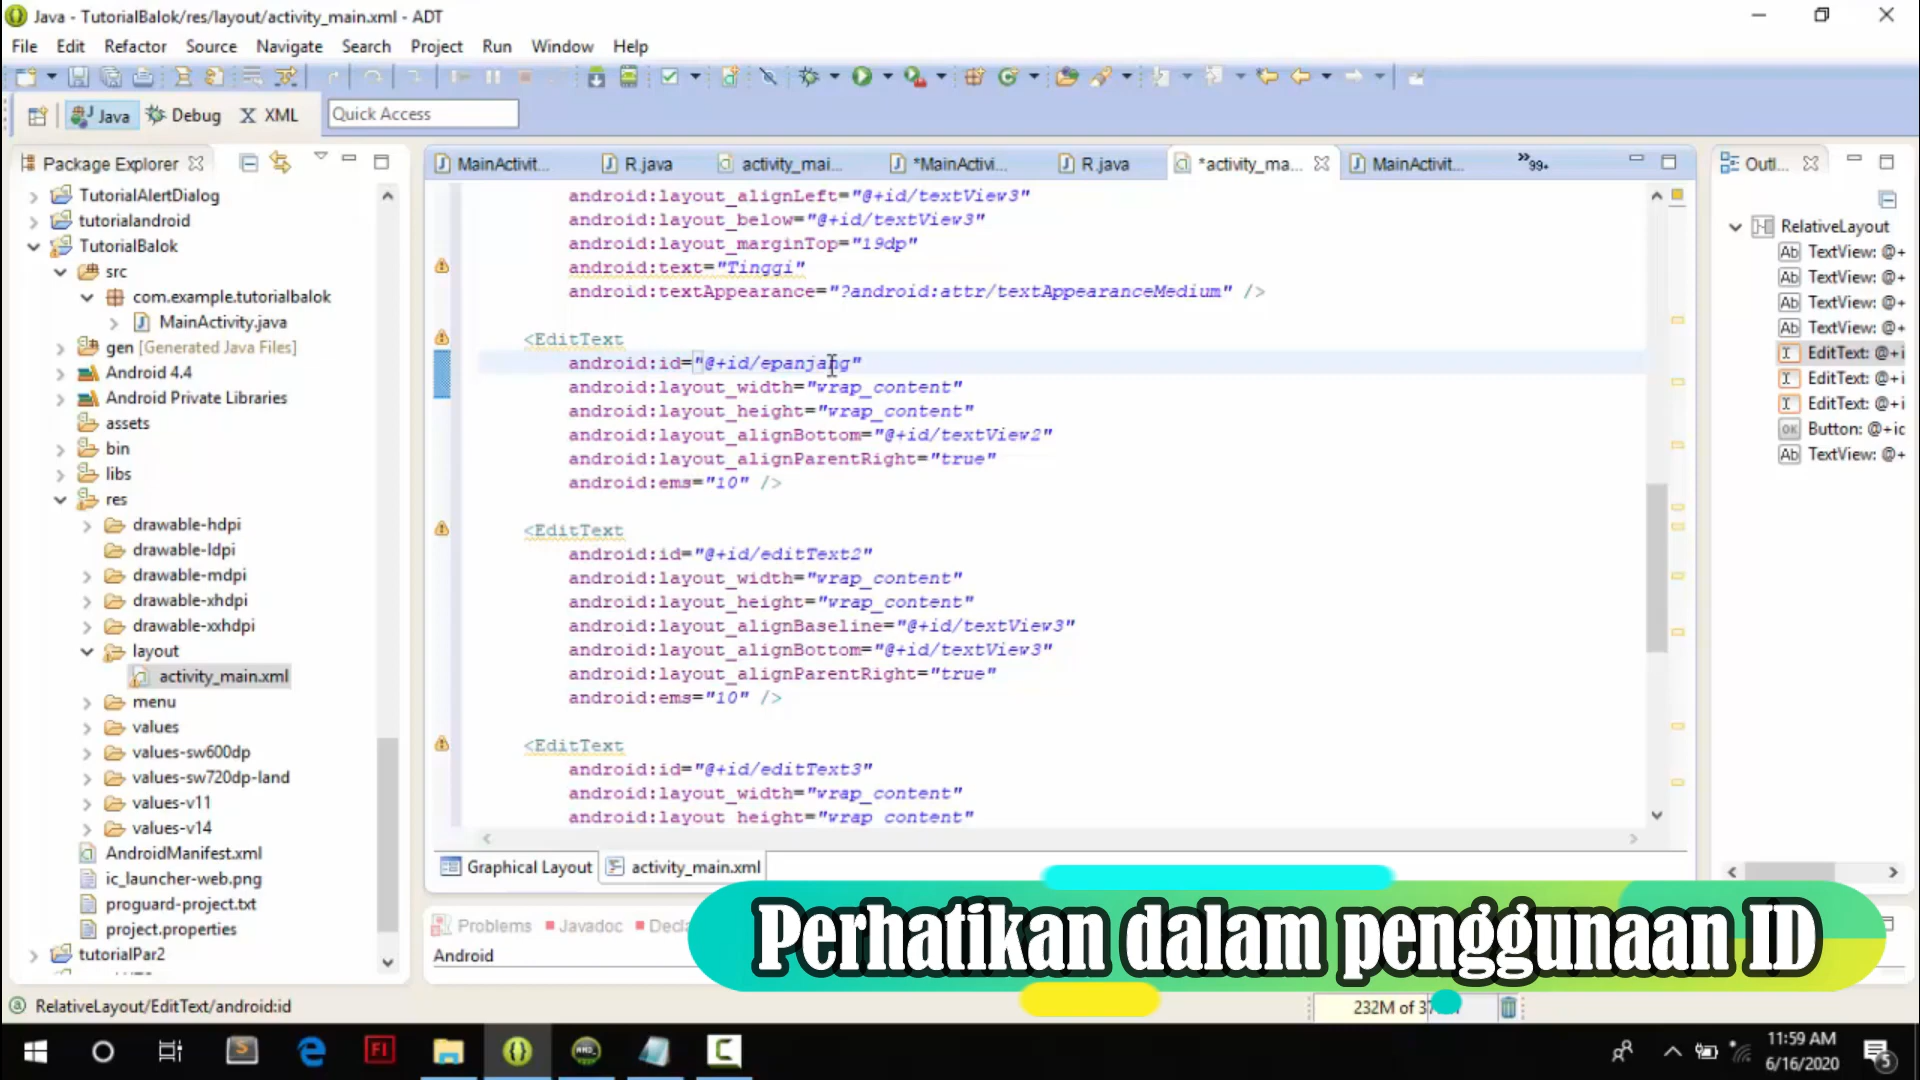 Java - TutorialBalok/res/layout/activity_main.xml - ADT
File Edit Refactor Source Navigate Search Project Run Window Help
Java Debug XML Quick Access
Package Explorer
TutorialAlertDialog
tutorialandroid
TutorialBalok
src
com.example.tutorialbalok
MainActivity.java
gen [Generated Java Files]
Android 4.4
Android Private Libraries
assets
bin
libs
res
drawable-hdpi
drawable-ldpi
drawable-mdpi
drawable-xhdpi
drawable-xxhdpi
layout
activity_main.xml
menu
values
values-sw600dp
values-sw720dp-land
values-v11
values-v14
AndroidManifest.xml
ic_launcher-web.png
proguard-project.txt
project.properties
tutorialPar2
MainActivit... R.java activity_mai... *MainActivi... R.java *activity_ma... MainActivit... »99+
android:layout_alignLeft="@+id/textView3"
android:layout_below="@+id/textView3"
android:layout_marginTop="19dp"
android:text="Tinggi"
android:textAppearance="?android:attr/textAppearanceMedium" />
<EditText
android:id="@+id/epanjang"
android:layout_width="wrap_content"
android:layout_height="wrap_content"
android:layout_alignBottom="@+id/textView2"
android:layout_alignParentRight="true"
android:ems="10" />
<EditText
android:id="@+id/editText2"
android:layout_width="wrap_content"
android:layout_height="wrap_content"
android:layout_alignBaseline="@+id/textView3"
android:layout_alignBottom="@+id/textView3"
android:layout_alignParentRight="true"
android:ems="10" />
<EditText
android:id="@+id/editText3"
android:layout_width="wrap_content"
android:layout_height="wrap_content"
Graphical Layout activity_main.xml
Outl...
RelativeLayout
TextView: @+
TextView: @+
TextView: @+
TextView: @+
EditText: @+i
EditText: @+i
EditText: @+i
Button: @+ic
TextView: @+
Problems Javadoc Decla
Android
Perhatikan dalam penggunaan ID
RelativeLayout/EditText/android:id
232M of 3
11:59 AM
6/16/2020
5